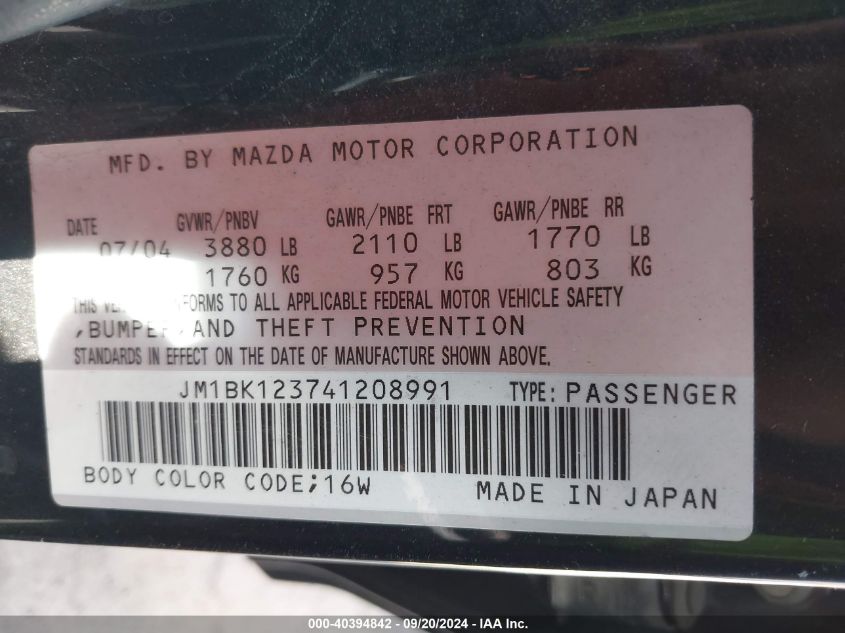 MFD. BY MAZDA MOTOR CORPORATION
DATE GVWR/PNBV GAWR/PNBE FRT GAWR/PNBE RR
07/04 3880 LB 2110 LB 1770 LB
1760 KG 957 KG 803 KG
THIS FORMS TO ALL APPLICABLE FEDERAL MOTOR VEHICLE SAFETY
,BUMPER,AND THEFT PREVENTION
STANDARDS IN EFFECT ON THE DATE OF MANUFACTURE SHOWN ABOVE.
JM1BK123741208991 TYPE: PASSENGER
BODY COLOR CODE;16W MADE IN JAPAN
000-40394842 - 09/20/2024 - IAA Inc.